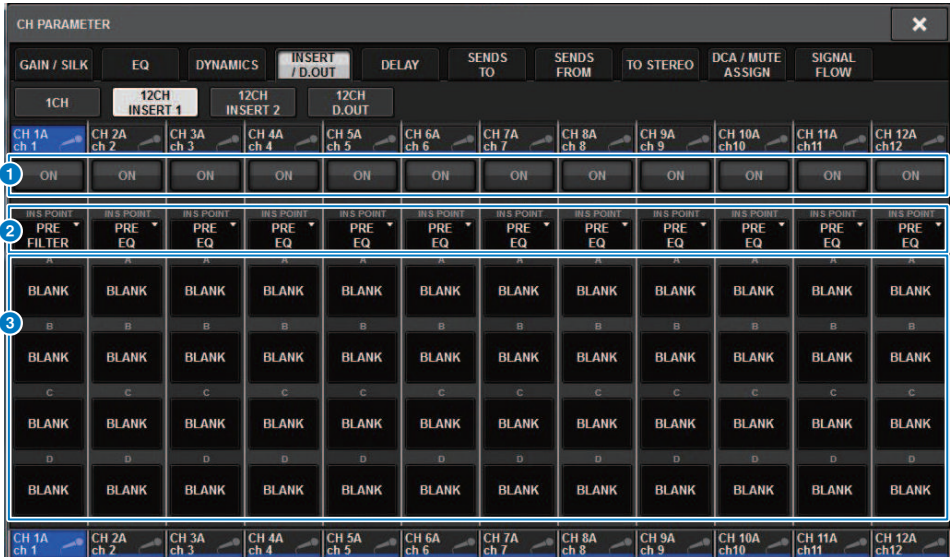 CH PARAMETER
GAIN / SILK EQ DYNAMICS INSERT / D.OUT DELAY SENDS TO SENDS FROM TO STEREO DCA / MUTE ASSIGN SIGNAL FLOW
1CH 12CH INSERT 1 12CH INSERT 2 12CH D.OUT
CH 1A CH 2A CH 3A CH 4A CH 5A CH 6A CH 7A CH 8A CH 9A CH 10A CH 11A CH 12A
ch 1 ch 2 ch 3 ch 4 ch 5 ch 6 ch 7 ch 8 ch 9 ch10 ch11 ch12
1 ON ON ON ON ON ON ON ON ON ON ON ON
INS POINT INS POINT INS POINT INS POINT INS POINT INS POINT INS POINT INS POINT INS POINT INS POINT INS POINT INS POINT
2 PRE PRE PRE PRE PRE PRE PRE PRE PRE PRE PRE PRE
FILTER EQ EQ EQ EQ EQ EQ EQ EQ EQ EQ EQ
A A A A A A A A A A A A
BLANK BLANK BLANK BLANK BLANK BLANK BLANK BLANK BLANK BLANK BLANK BLANK
3 B B B B B B B B B B B B
BLANK BLANK BLANK BLANK BLANK BLANK BLANK BLANK BLANK BLANK BLANK BLANK
C C C C C C C C C C C C
BLANK BLANK BLANK BLANK BLANK BLANK BLANK BLANK BLANK BLANK BLANK BLANK
D D D D D D D D D D D D
BLANK BLANK BLANK BLANK BLANK BLANK BLANK BLANK BLANK BLANK BLANK BLANK
CH 1A CH 2A CH 3A CH 4A CH 5A CH 6A CH 7A CH 8A CH 9A CH 10A CH 11A CH 12A
ch 1 ch 2 ch 3 ch 4 ch 5 ch 6 ch 7 ch 8 ch 9 ch10 ch11 ch12